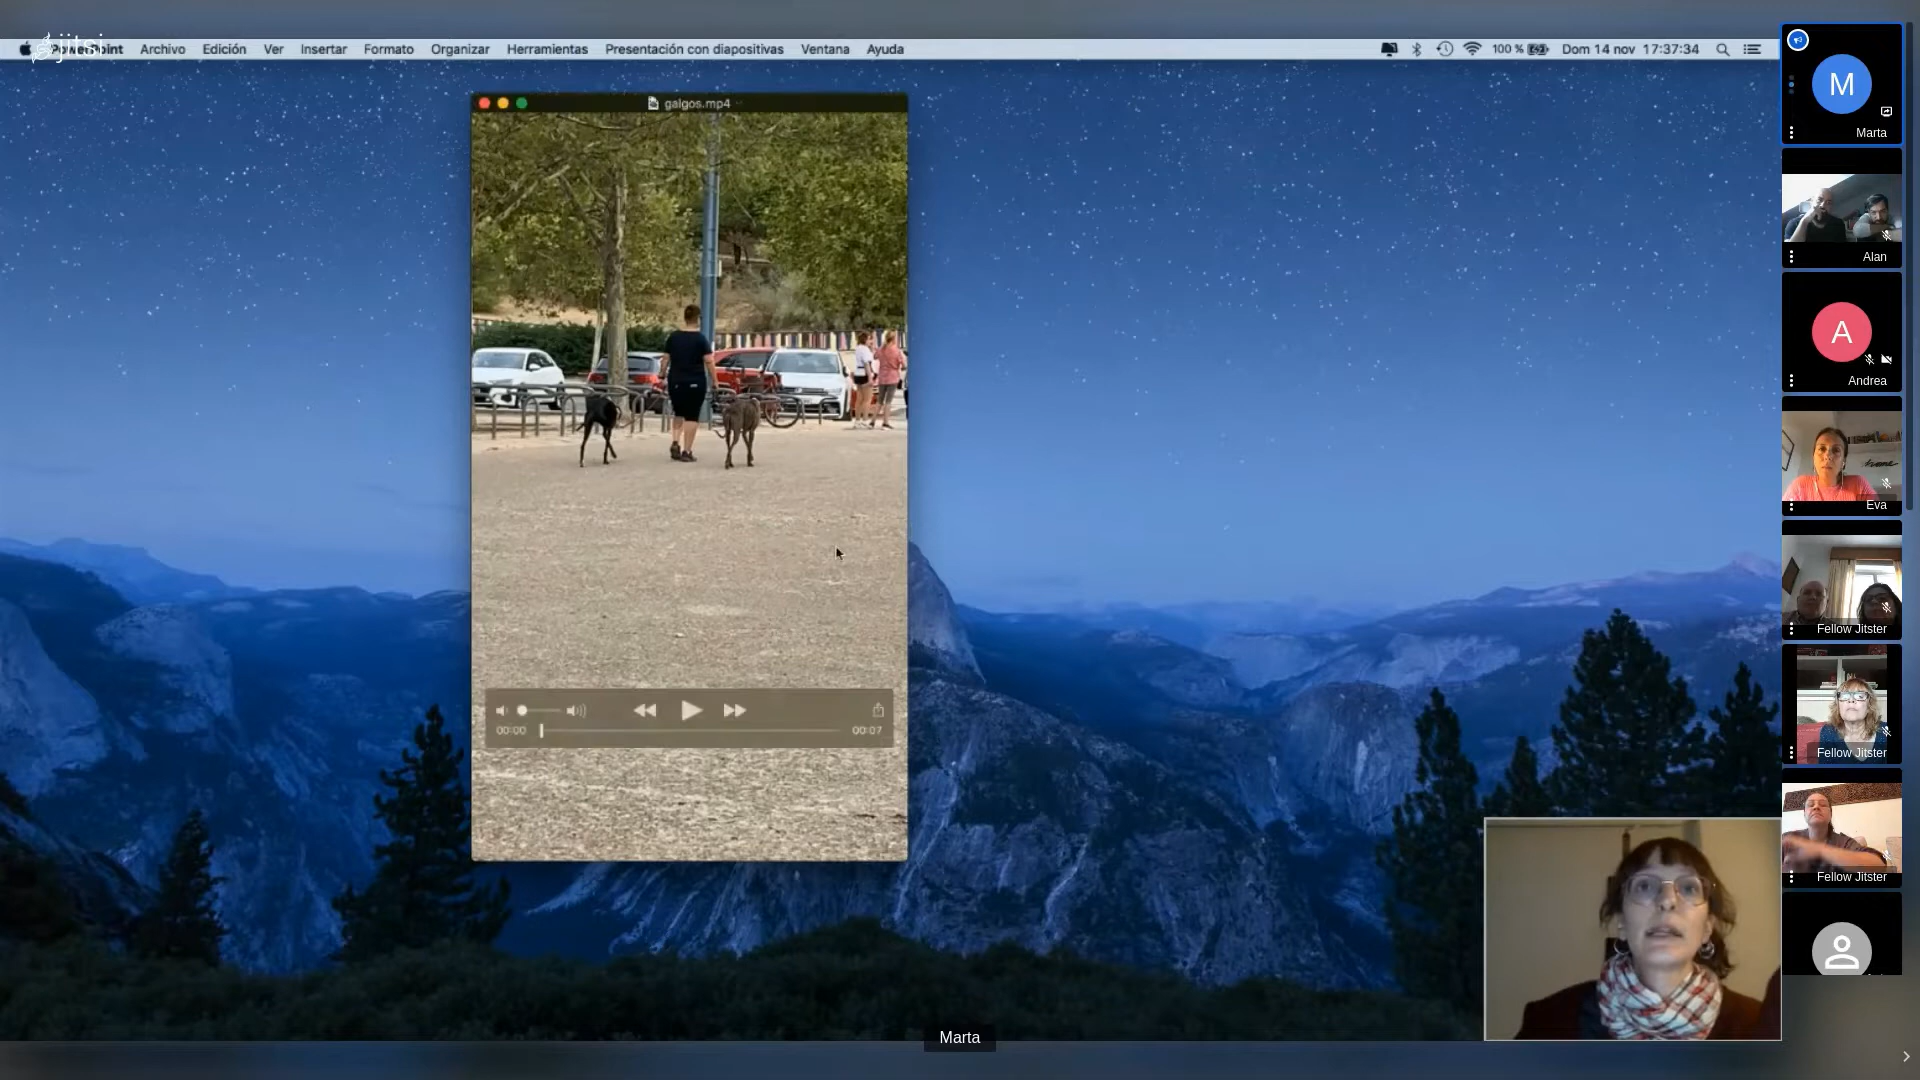 jitsi
PowerPoint Archivo Edición Ver Insertar Formato Organizar Herramientas Presentación con diapositivas Ventana Ayuda
100 % Dom 14 nov 17:37:34
galgos.mp4
00:00 00:07
M
Marta
Alan
A
Andrea
Eva
Fellow Jitster
Fellow Jitster
Fellow Jitster
Marta